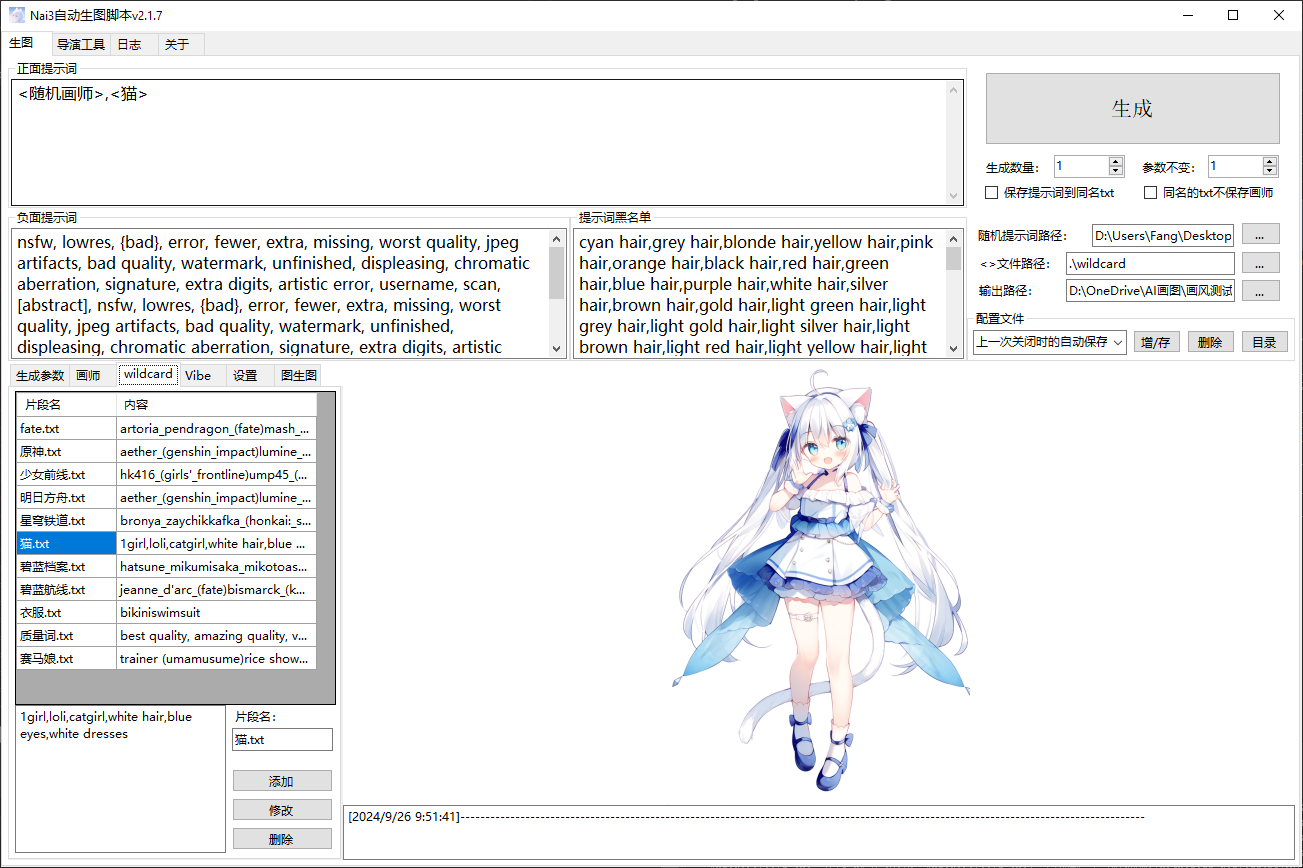 Nai3自动生图脚本v2.1.7
生图 导演工具 日志 关于
正面提示词
<随机画师>,<猫>
生成
生成数量： 1 参数不变： 1
保存提示词到同名txt 同名的txt不保存画师
负面提示词
nsfw, lowres, {bad}, error, fewer, extra, missing, worst quality, jpeg
artifacts, bad quality, watermark, unfinished, displeasing, chromatic
aberration, signature, extra digits, artistic error, username, scan,
[abstract], nsfw, lowres, {bad}, error, fewer, extra, missing, worst
quality, jpeg artifacts, bad quality, watermark, unfinished,
displeasing, chromatic aberration, signature, extra digits, artistic
提示词黑名单
cyan hair,grey hair,blonde hair,yellow hair,pink
hair,orange hair,black hair,red hair,green
hair,blue hair,purple hair,white hair,silver
hair,brown hair,gold hair,light green hair,light
grey hair,light gold hair,light silver hair,light
brown hair,light red hair,light yellow hair,light
随机提示词路径： D:\Users\Fang\Desktop ...
<>文件路径： .\wildcard ...
输出路径： D:\OneDrive\AI画图\画风测试 ...
配置文件
上一次关闭时的自动保存 增/存 删除 目录
生成参数 画师 wildcard Vibe 设置 图生图
片段名 内容
fate.txt artoria_pendragon_(fate)mash_...
原神.txt aether_(genshin_impact)lumine_...
少女前线.txt hk416_(girls'_frontline)ump45_(...
明日方舟.txt aether_(genshin_impact)lumine_...
星穹铁道.txt bronya_zaychikkafka_(honkai:_s...
猫.txt 1girl,loli,catgirl,white hair,blue ...
碧蓝档案.txt hatsune_mikumisaka_mikotoas...
碧蓝航线.txt jeanne_d'arc_(fate)bismarck_(k...
衣服.txt bikiniswimsuit
质量词.txt best quality, amazing quality, v...
赛马娘.txt trainer (umamusume)rice show...
1girl,loli,catgirl,white hair,blue
eyes,white dresses
片段名：
猫.txt
添加
修改
删除
[2024/9/26 9:51:41]--------------------------------------------------------------------------------------------------------------------------